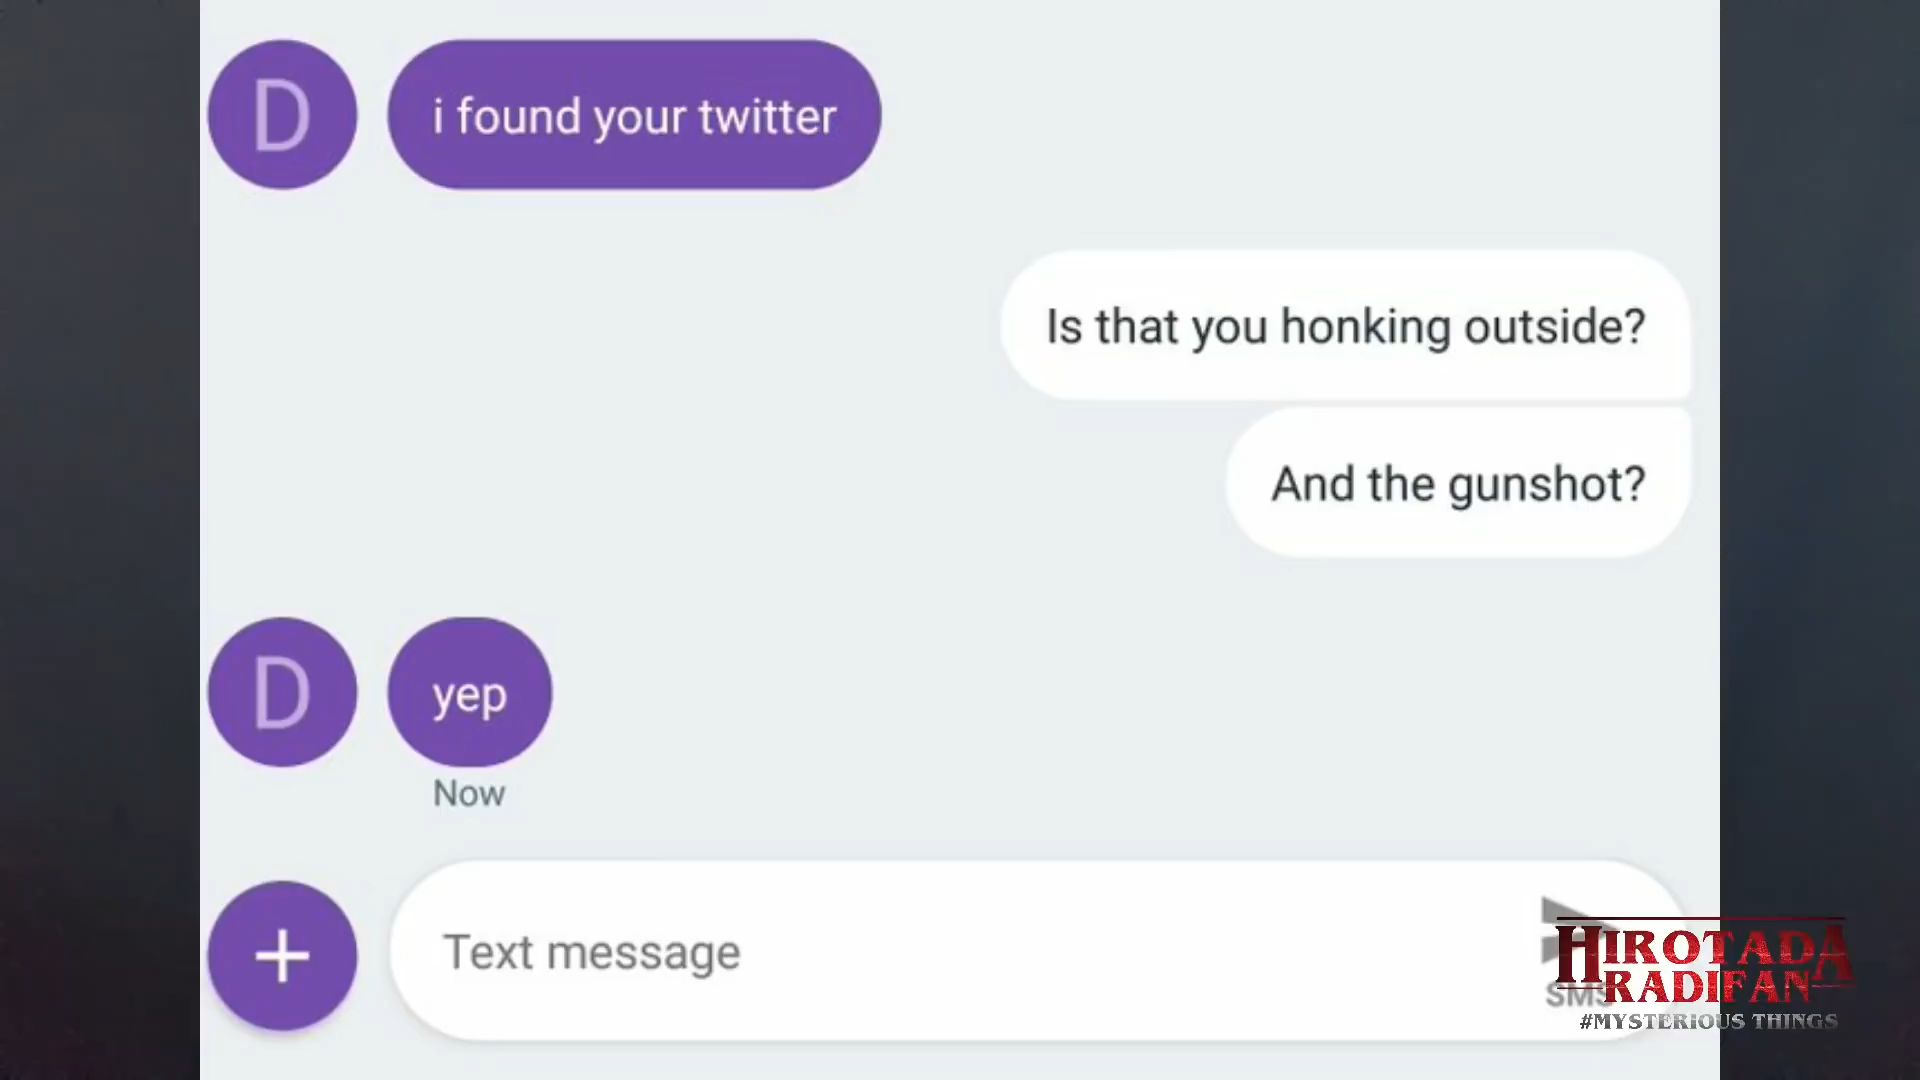 D
i found your twitter
Is that you honking outside?
And the gunshot?
D
yep
Now
+
Text message
SMS
HIROTADA
RADIFAN
#MYSTERIOUS THINGS